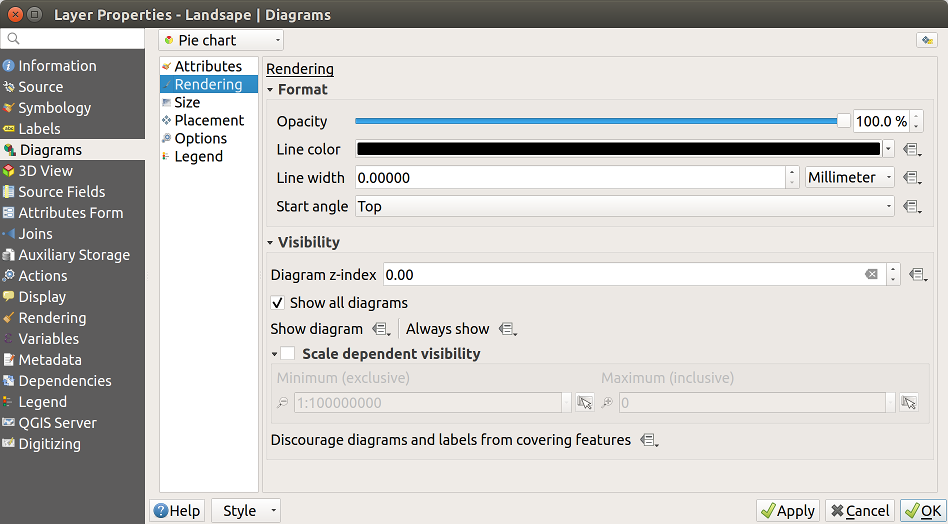 Layer Properties - Landsape | Diagrams
Pie chart
Information
Source
Symbology
Labels
Diagrams
3D View
Source Fields
Attributes Form
Joins
Auxiliary Storage
Actions
Display
Rendering
Variables
Metadata
Dependencies
Legend
QGIS Server
Digitizing
Attributes
Rendering
Size
Placement
Options
Legend
Rendering
Format
Opacity 100.0 %
Line color
Line width 0.00000 Millimeter
Start angle Top
Visibility
Diagram z-index 0.00
Show all diagrams
Show diagram Always show
Scale dependent visibility
Minimum (exclusive) Maximum (inclusive)
1:100000000 0
Discourage diagrams and labels from covering features
Help Style Apply Cancel OK